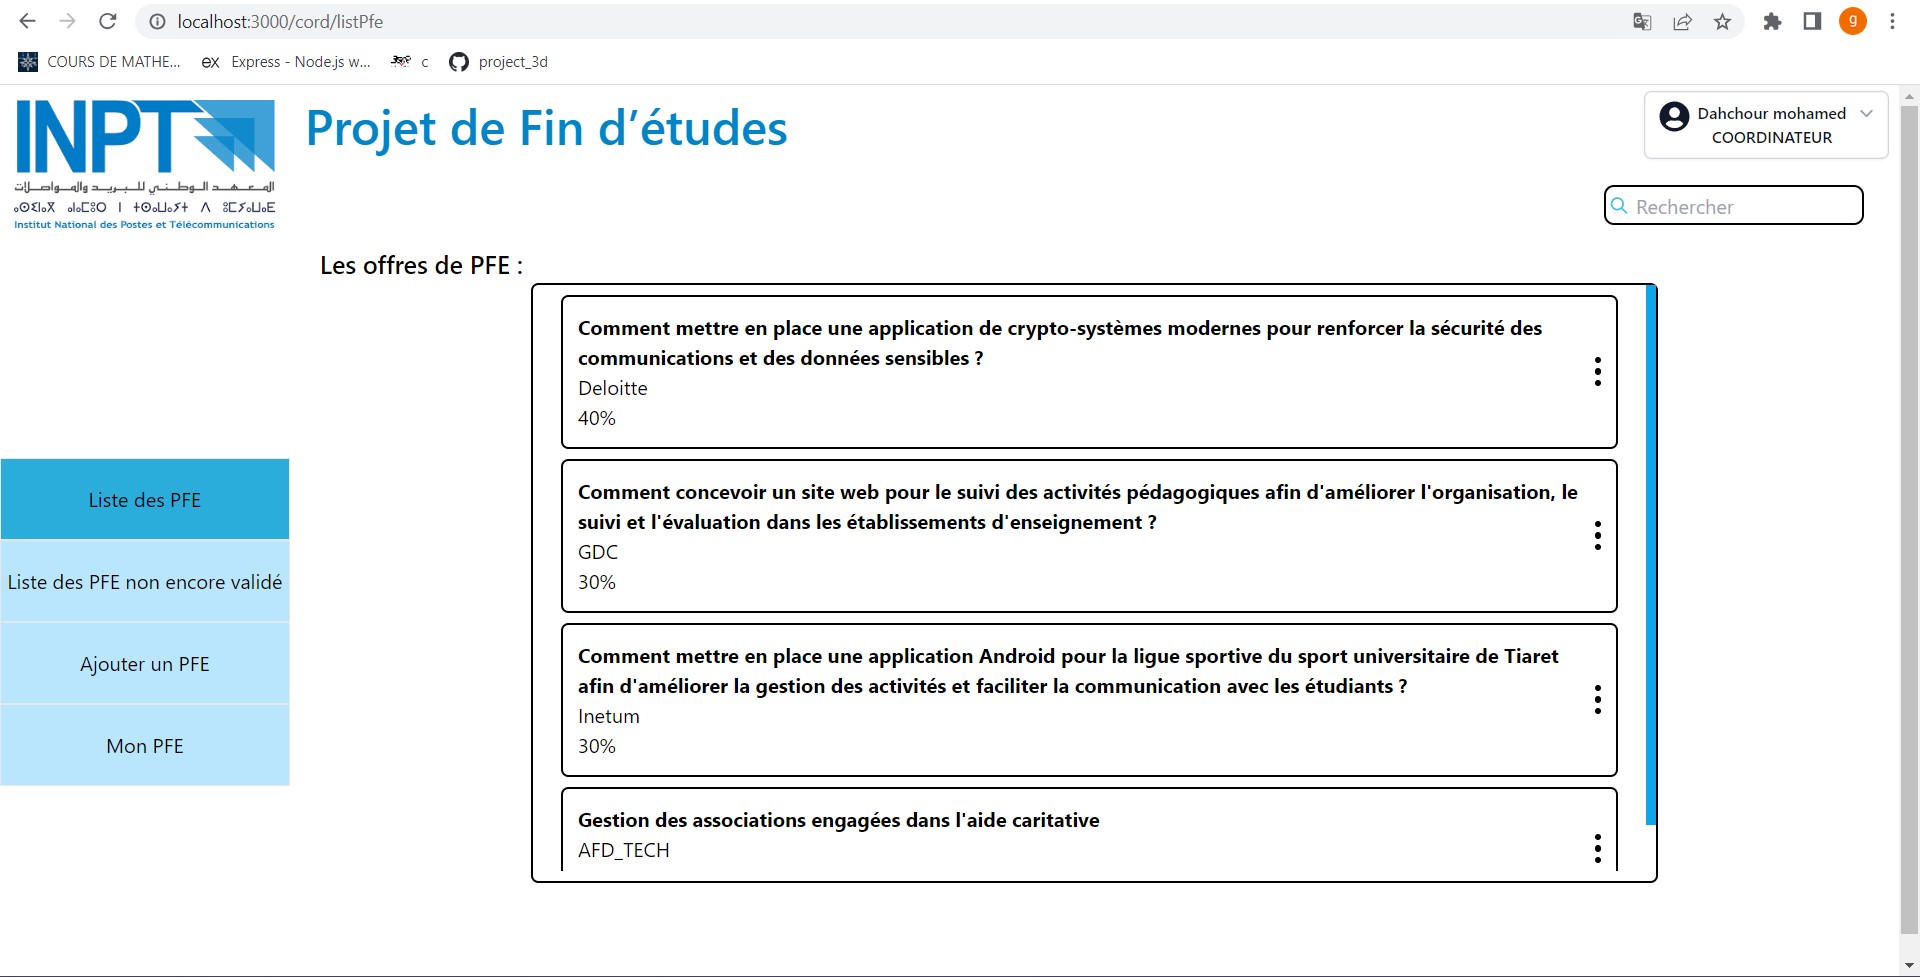 localhost:3000/cord/listPfe
g
COURS DE MATHE...
ex Express - Node.js w...
c
project_3d
INPT
Projet de Fin d’études
Dahchour mohamed
COORDINATEUR
المعهد الوطني للبريد والمواصلات
ⴰⵙⵉⵏⴰⴳ ⴰⵏⴰⵎⵓⵔ ⵏ ⵜⵙⴰⵡⴰⵢⵜ ⴷ ⵓⵎⵢⴰⵡⴰⴹ
Institut National des Postes et Télécommunications
Rechercher
Les offres de PFE :
Comment mettre en place une application de crypto-systèmes modernes pour renforcer la sécurité des
communications et des données sensibles ?
Deloitte
40%
Comment concevoir un site web pour le suivi des activités pédagogiques afin d'améliorer l'organisation, le
suivi et l'évaluation dans les établissements d'enseignement ?
GDC
30%
Comment mettre en place une application Android pour la ligue sportive du sport universitaire de Tiaret
afin d'améliorer la gestion des activités et faciliter la communication avec les étudiants ?
Inetum
30%
Gestion des associations engagées dans l'aide caritative
AFD_TECH
Liste des PFE
Liste des PFE non encore validé
Ajouter un PFE
Mon PFE